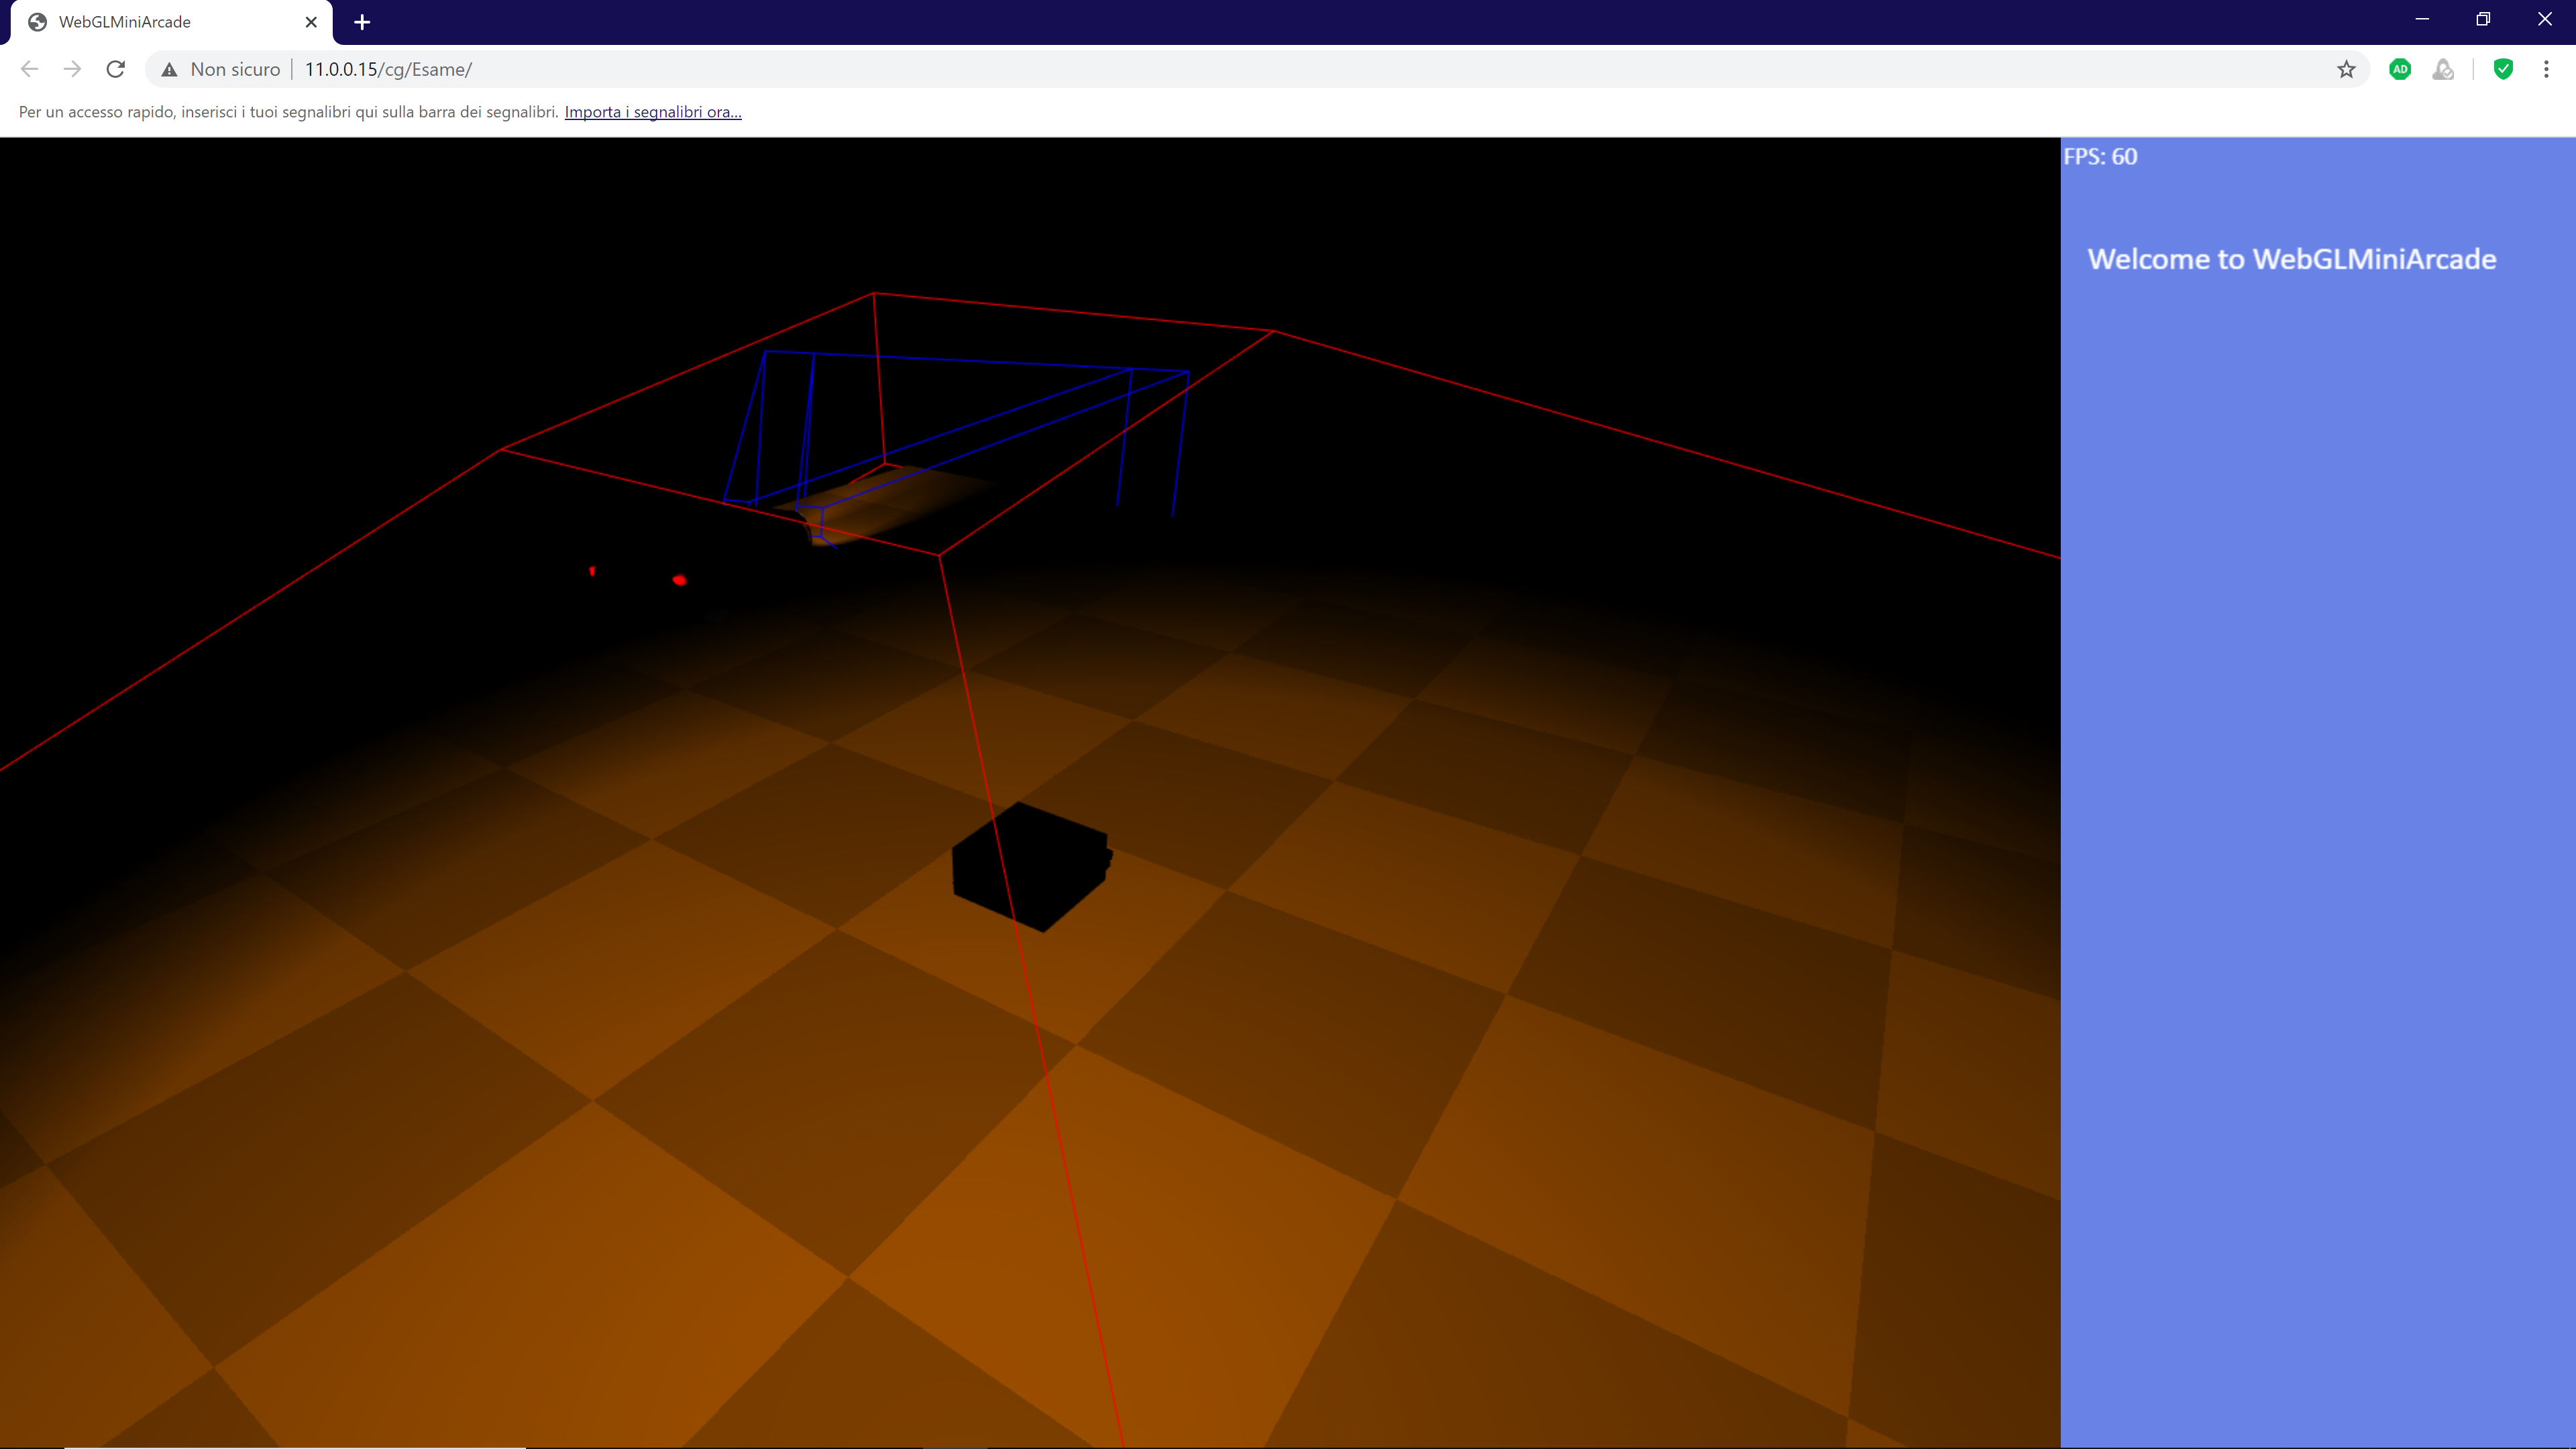 WebGLMiniArcade
Non sicuro | 11.0.0.15/cg/Esame/
AD
Per un accesso rapido, inserisci i tuoi segnalibri qui sulla barra dei segnalibri. Importa i segnalibri ora...
FPS: 60
Welcome to WebGLMiniArcade